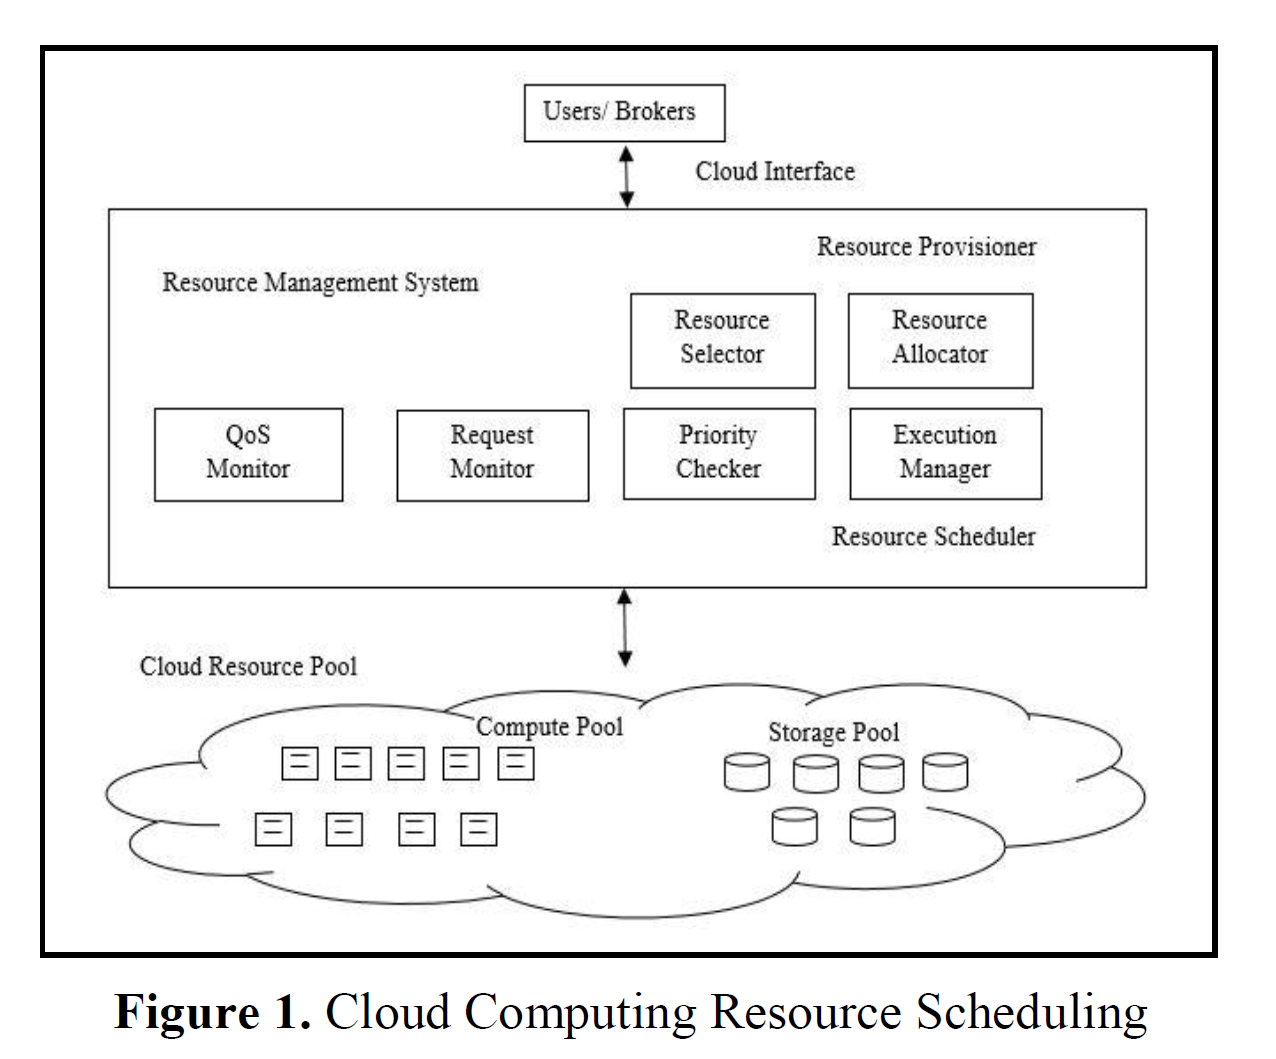 Users/ Brokers
Cloud Interface
Resource Provisioner
Resource Management System
Resource
Selector
Resource
Allocator
QoS
Monitor
Request
Monitor
Priority
Checker
Execution
Manager
Resource Scheduler
Cloud Resource Pool
Compute Pool
Storage Pool
Figure 1. Cloud Computing Resource Scheduling